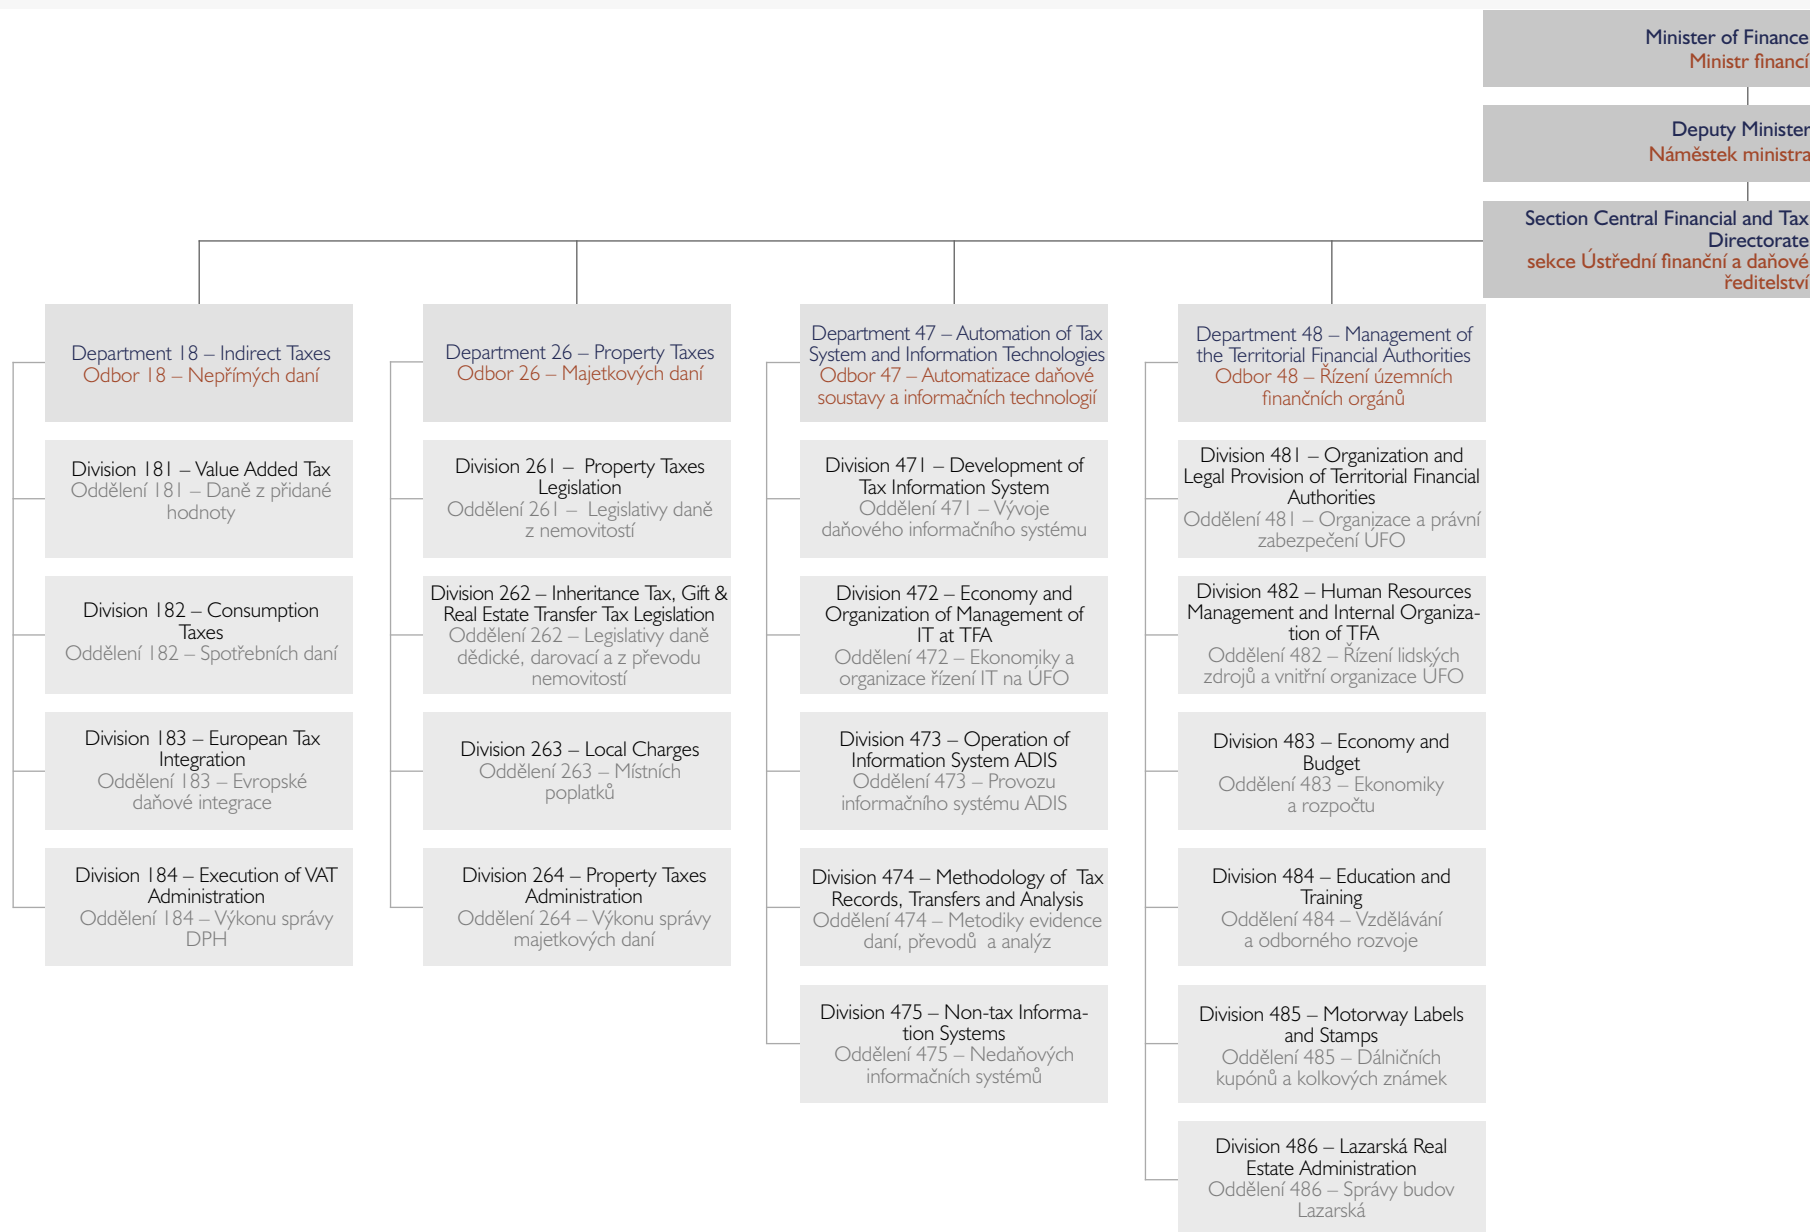 Minister of Finance
Ministr financí
Deputy Minister
Náměstek ministra
Section Central Financial and Tax
Directorate
sekce Ústřední finanční a daňové
ředitelství
Department 18 – Indirect Taxes
Odbor 18 – Nepřímých daní
Division 181 – Value Added Tax
Oddělení 181 – Daně z přidané
hodnoty
Division 182 – Consumption
Taxes
Oddělení 182 – Spotřebních daní
Division 183 – European Tax
Integration
Oddělení 183 – Evropské
daňové integrace
Division 184 – Execution of VAT
Administration
Oddělení 184 – Výkonu správy
DPH
Department 26 – Property Taxes
Odbor 26 – Majetkových daní
Division 261 – Property Taxes
Legislation
Oddělení 261 – Legislativy daně
z nemovitostí
Division 262 – Inheritance Tax, Gift &
Real Estate Transfer Tax Legislation
Oddělení 262 – Legislativy daně
dědické, darovací a z převodu
nemovitostí
Division 263 – Local Charges
Oddělení 263 – Místních
poplatků
Division 264 – Property Taxes
Administration
Oddělení 264 – Výkonu správy
majetkových daní
Department 47 – Automation of Tax
System and Information Technologies
Odbor 47 – Automatizace daňové
soustavy a informačních technologií
Division 471 – Development of
Tax Information System
Oddělení 471 – Vývoje
daňového informačního systému
Division 472 – Economy and
Organization of Management of
IT at TFA
Oddělení 472 – Ekonomiky a
organizace řízení IT na ÚFO
Division 473 – Operation of
Information System ADIS
Oddělení 473 – Provozu
informačního systému ADIS
Division 474 – Methodology of Tax
Records, Transfers and Analysis
Oddělení 474 – Metodiky evidence
daní, převodů a analýz
Division 475 – Non-tax Informa-
tion Systems
Oddělení 475 – Nedaňových
informačních systémů
Department 48 – Management of
the Territorial Financial Authorities
Odbor 48 – Řízení územních
finančních orgánů
Division 481 – Organization and
Legal Provision of Territorial Financial
Authorities
Oddělení 481 – Organizace a právní
zabezpečení ÚFO
Division 482 – Human Resources
Management and Internal Organiza-
tion of TFA
Oddělení 482 – Řízení lidských
zdrojů a vnitřní organizace ÚFO
Division 483 – Economy and
Budget
Oddělení 483 – Ekonomiky
a rozpočtu
Division 484 – Education and
Training
Oddělení 484 – Vzdělávání
a odborného rozvoje
Division 485 – Motorway Labels
and Stamps
Oddělení 485 – Dálničních
kupónů a kolkových známek
Division 486 – Lazarská Real
Estate Administration
Oddělení 486 – Správy budov
Lazarská